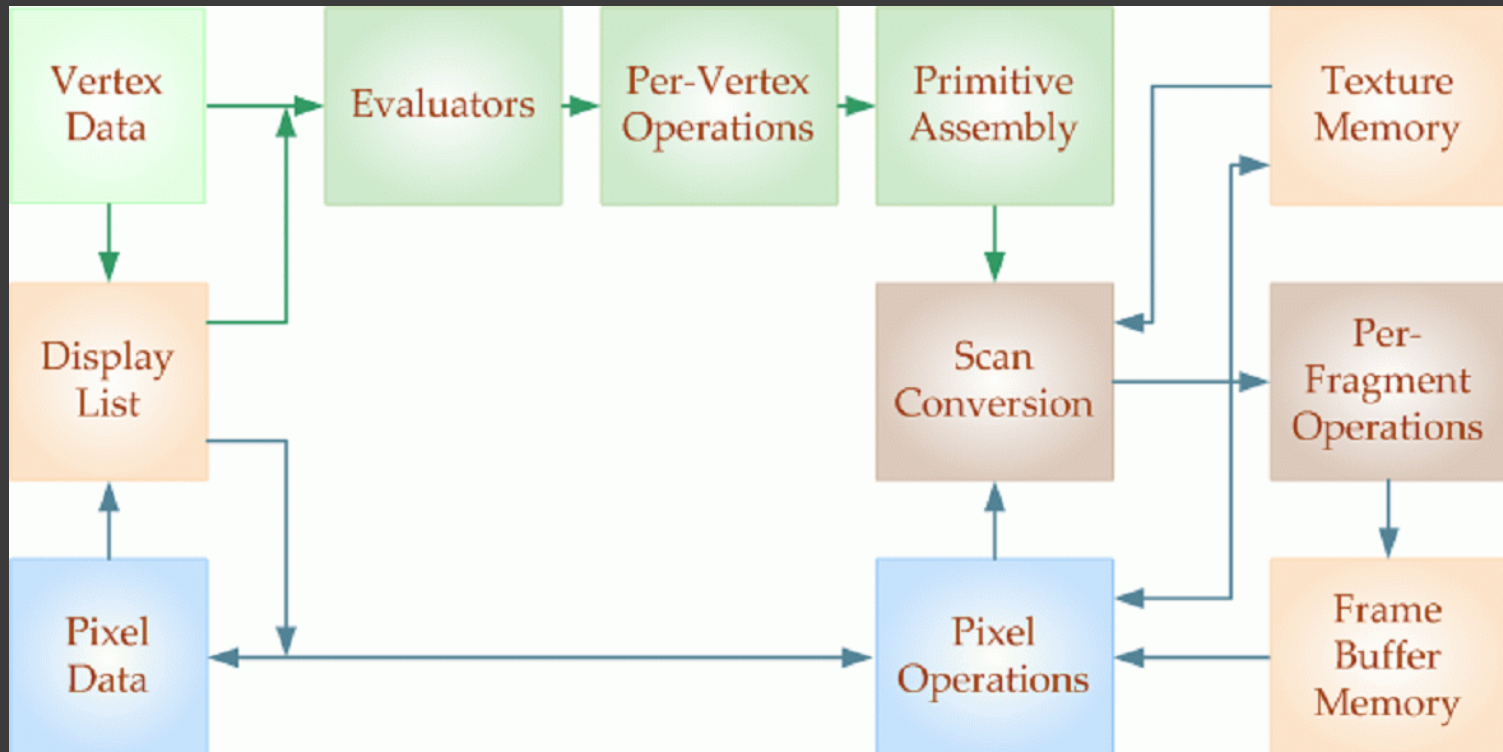 Vertex
Data
Evaluators
Per-Vertex
Operations
Primitive
Assembly
Texture
Memory
Display
List
Scan
Conversion
Per-
Fragment
Operations
Pixel
Data
Pixel
Operations
Frame
Buffer
Memory